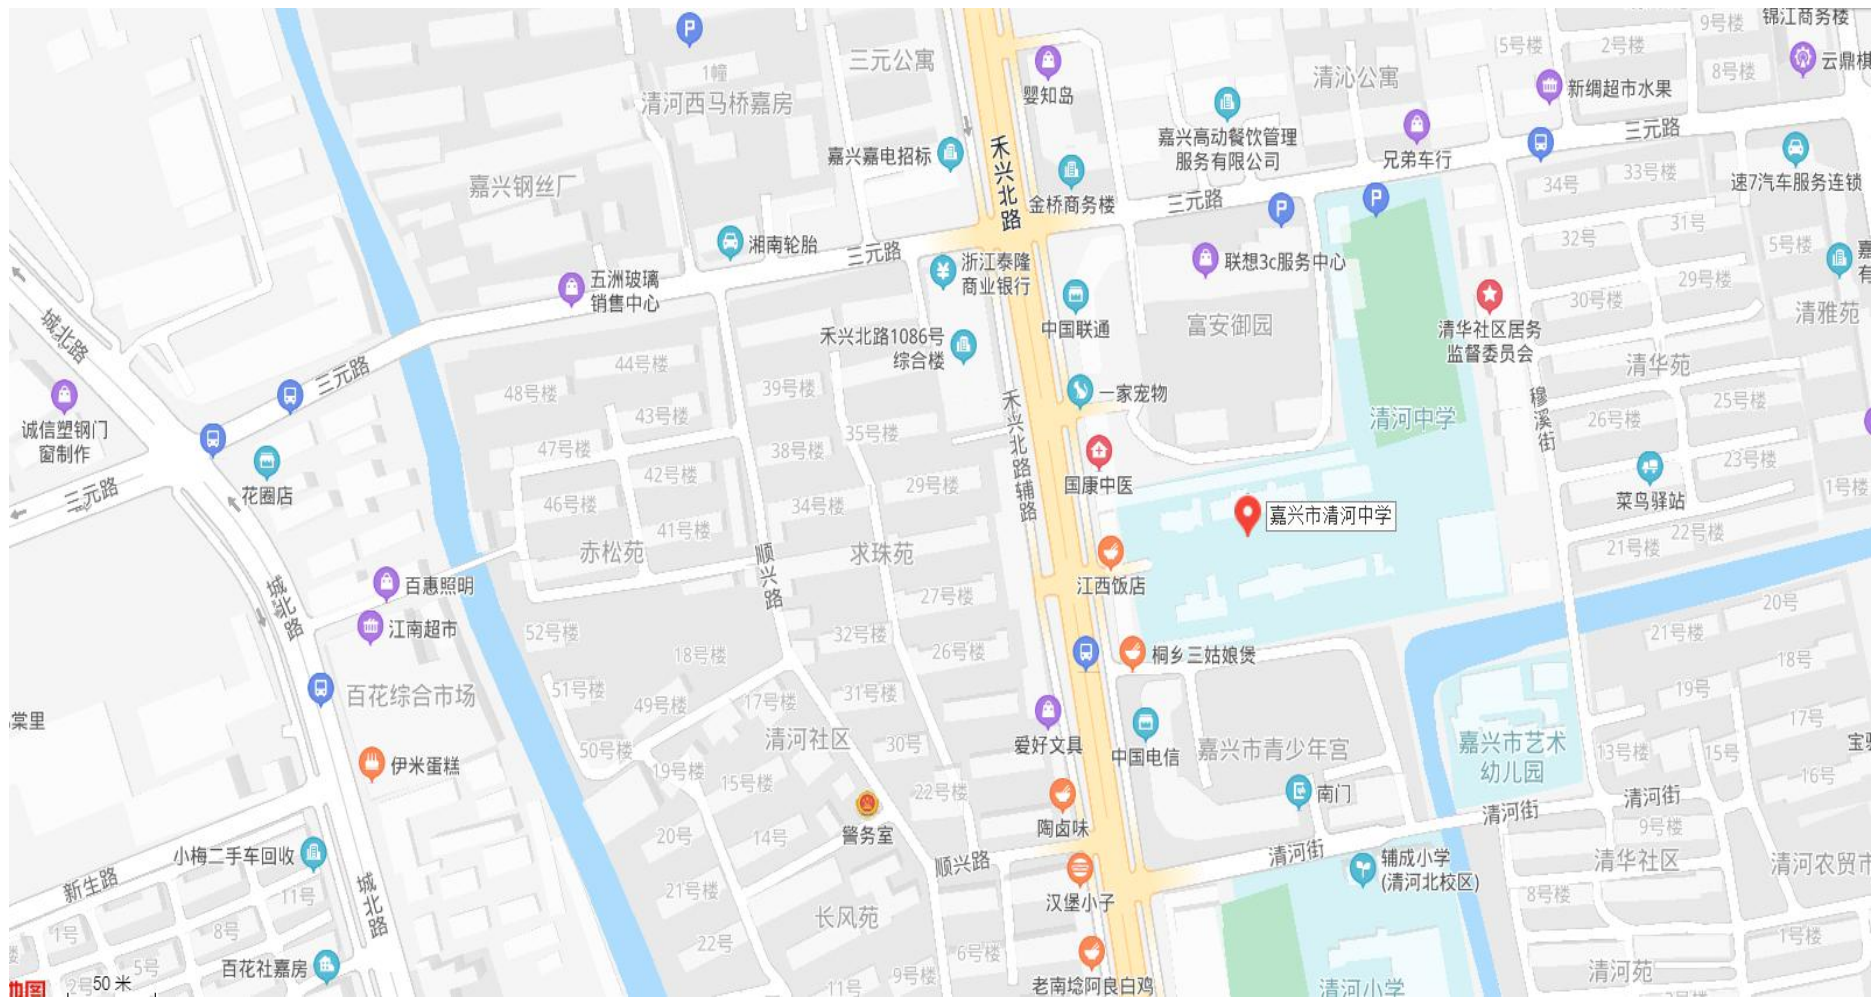 锦江商务楼
9号楼
2号楼
5号楼
8号楼
云鼎棋
P
1幢
清河西马桥嘉房
三元公寓
婴知岛
清沁公寓
新绸超市水果
嘉兴高动餐饮管理
服务有限公司
兄弟车行
三元路
嘉兴嘉电招标
禾兴北路
嘉兴钢丝厂
金桥商务楼
三元路
P
P
34号
33号楼
速7汽车服务连锁
湘南轮胎
三元路
浙江泰隆
商业银行
联想3c服务中心
32号
31号
5号楼
嘉
有
五洲玻璃
销售中心
中国联通
富安御园
清华社区居务
监督委员会
30号楼
29号楼
清雅苑
城北路
三元路
禾兴北路1086号
综合楼
44号楼
39号楼
48号楼
43号楼
一家宠物
清华苑
诚信塑钢门
窗制作
47号楼
38号楼
35号楼
禾兴北路辅路
清河中学
穆溪街
26号楼
25号楼
花圈店
三元路
42号楼
29号楼
国康中医
菜鸟驿站
23号楼
1号楼
46号楼
34号楼
41号楼
嘉兴市清河中学
22号楼
21号楼
赤松苑
顺兴路
求珠苑
江西饭店
百惠照明
城北路
27号楼
20号
江南超市
52号楼
32号楼
26号楼
21号楼
18号楼
桐乡三姑娘煲
18号
51号楼
49号楼
17号楼
31号楼
19号
百花综合市场
棠里
清河社区
30号
爱好文具
中国电信
嘉兴市青少年宫
嘉兴市艺术
幼儿园
17号
13号楼
15号
50号楼
19号楼
15号楼
伊米蛋糕
16号
22号楼
南门
清河街
清河街
陶卤味
警务室
20号
14号
小梅二手车回收
顺兴路
清河街
辅成小学
(清河北校区)
9号楼
清华社区
清河农贸市
新生路
11号
城北路
21号楼
汉堡小子
8号楼
长风苑
1号
8号
22号
6号楼
1号楼
百花社嘉房
5号
2号
50 米
9号楼
11号
老南埝阿良白鸡
清河小学
清河苑
地图